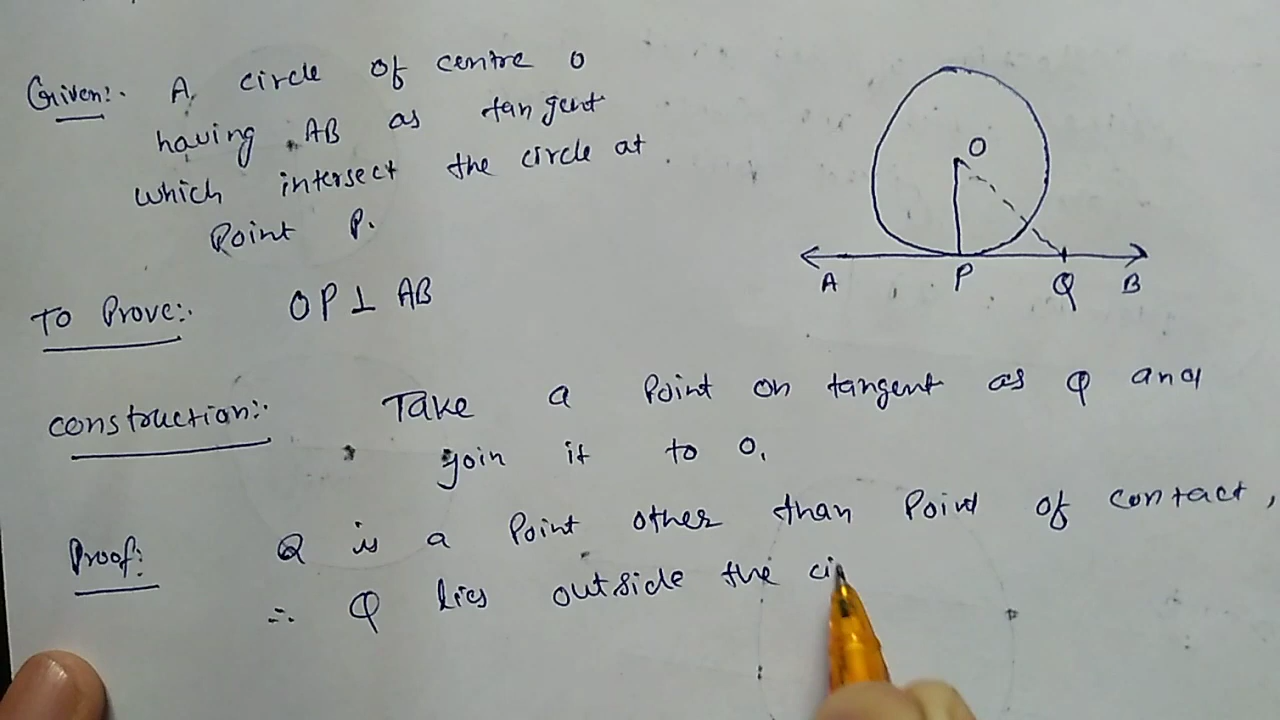 Given:. A circle of centre O
having AB as tangent
which intersect the circle at
Point P.
To Prove:. OP ⊥ AB
construction:. Take a Point on tangent as Q and
join it to O.
Proof: Q is a Point other than Point of contact,
∴ Q lies outside the ci
O
A P Q B